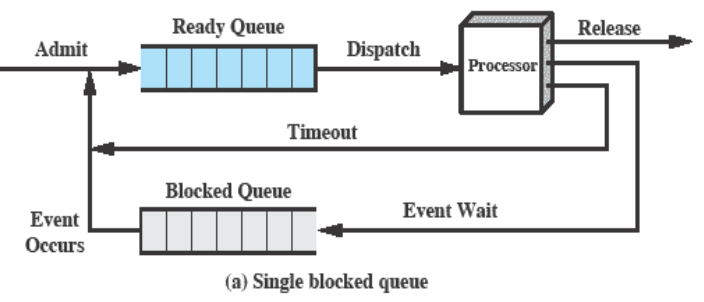 Ready Queue
Release
Admit
Dispatch
Processor
Timeout
Blocked Queue
Event Wait
Event
Occurs
(a) Single blocked queue